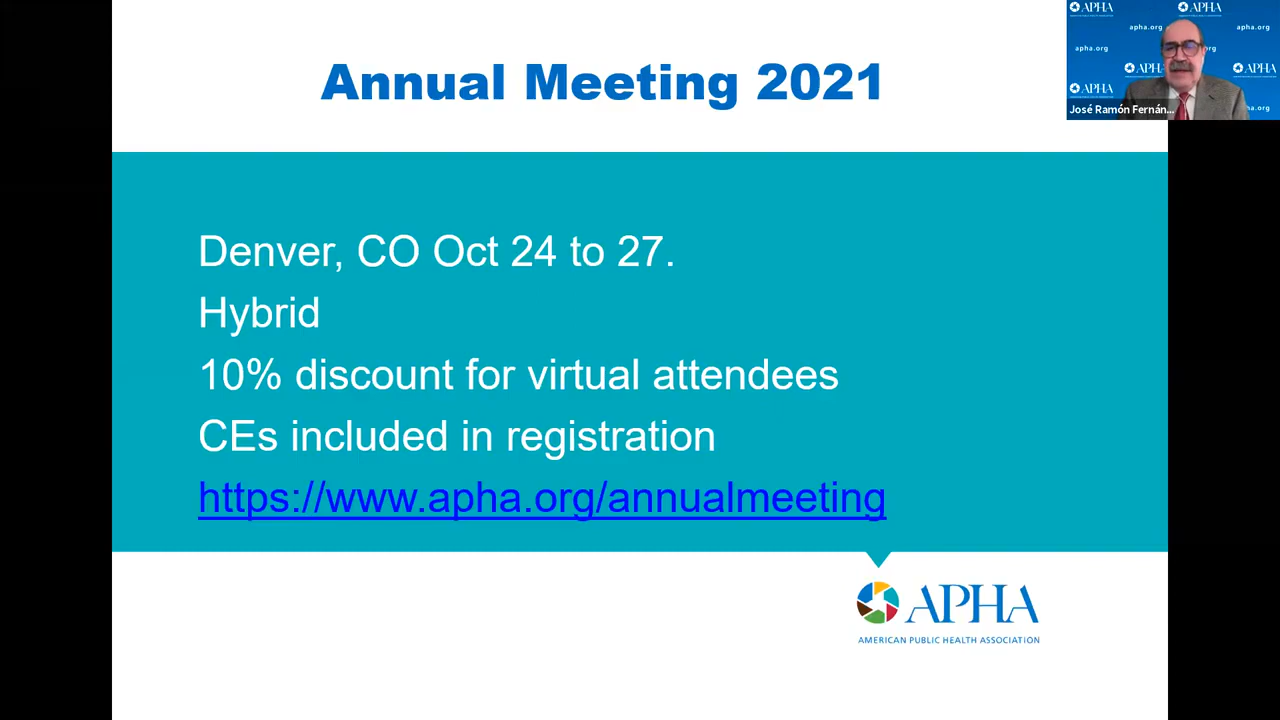 Annual Meeting 2021
Denver, CO Oct 24 to 27.
Hybrid
10% discount for virtual attendees
CEs included in registration
https://www.apha.org/annualmeeting
APHA
AMERICAN PUBLIC HEALTH ASSOCIATION
APHA
APHA
apha.org
apha.org
apha.org
APHA
APHA
APHA
José Ramón Fernán...